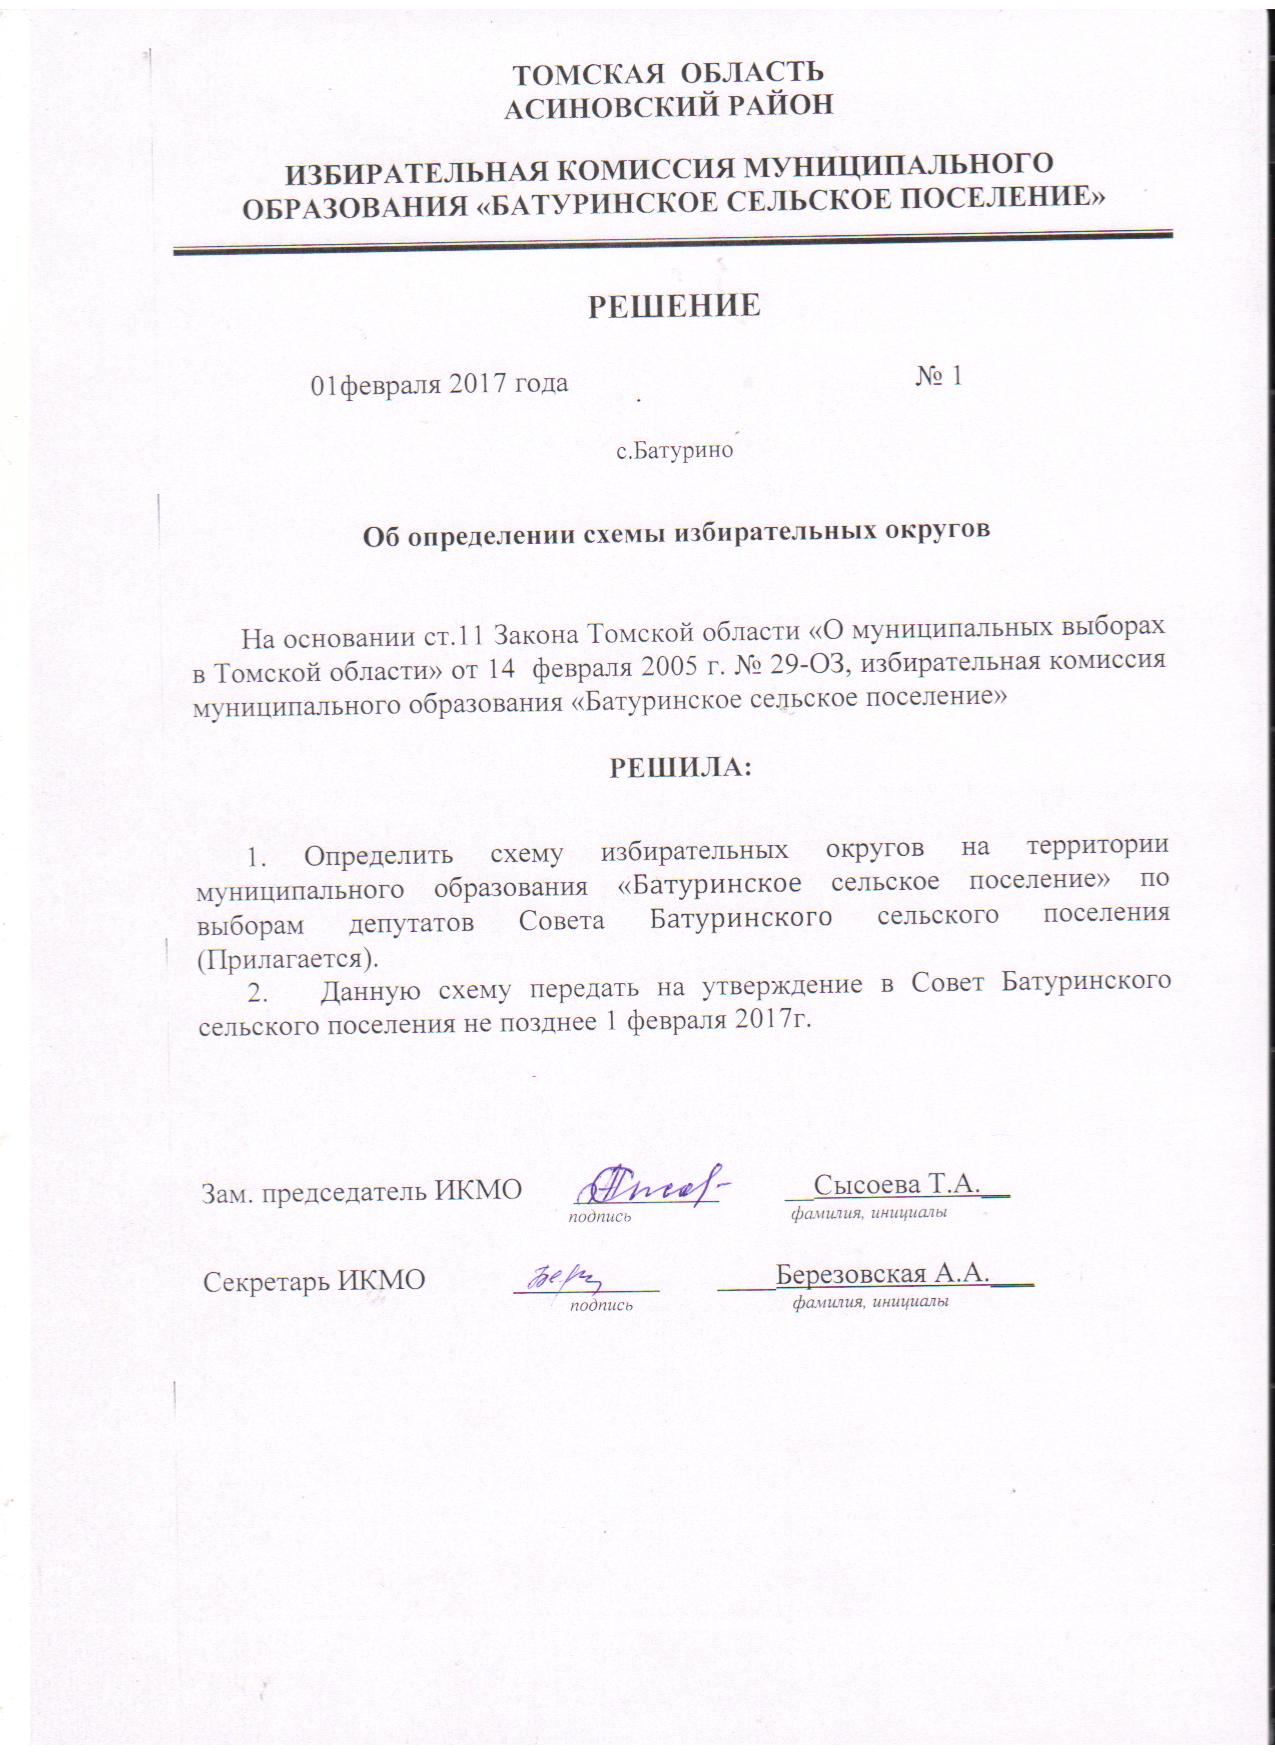 ТОМСКАЯ ОБЛАСТЬ
АСИНОВСКИЙ РАЙОН
ИЗБИРАТЕЛЬНАЯ КОМИССИЯ МУНИЦИПАЛЬНОГО
ОБРАЗОВАНИЯ «БАТУРИНСКОЕ СЕЛЬСКОЕ ПОСЕЛЕНИЕ»
РЕШЕНИЕ
01февраля 2017 года № 1
с.Батурино
Об определении схемы избирательных округов
На основании ст.11 Закона Томской области «О муниципальных выборах
в Томской области» от 14 февраля 2005 г. № 29-ОЗ, избирательная комиссия
муниципального образования «Батуринское сельское поселение»
РЕШИЛА:
1. Определить схему избирательных округов на территории
муниципального образования «Батуринское сельское поселение» по
выборам депутатов Совета Батуринского сельского поселения
(Прилагается).
2. Данную схему передать на утверждение в Совет Батуринского
сельского поселения не позднее 1 февраля 2017г.
Зам. председатель ИКМО Сысоева Т.А.
подпись фамилия, инициалы
Секретарь ИКМО Березовская А.А.
подпись фамилия, инициалы